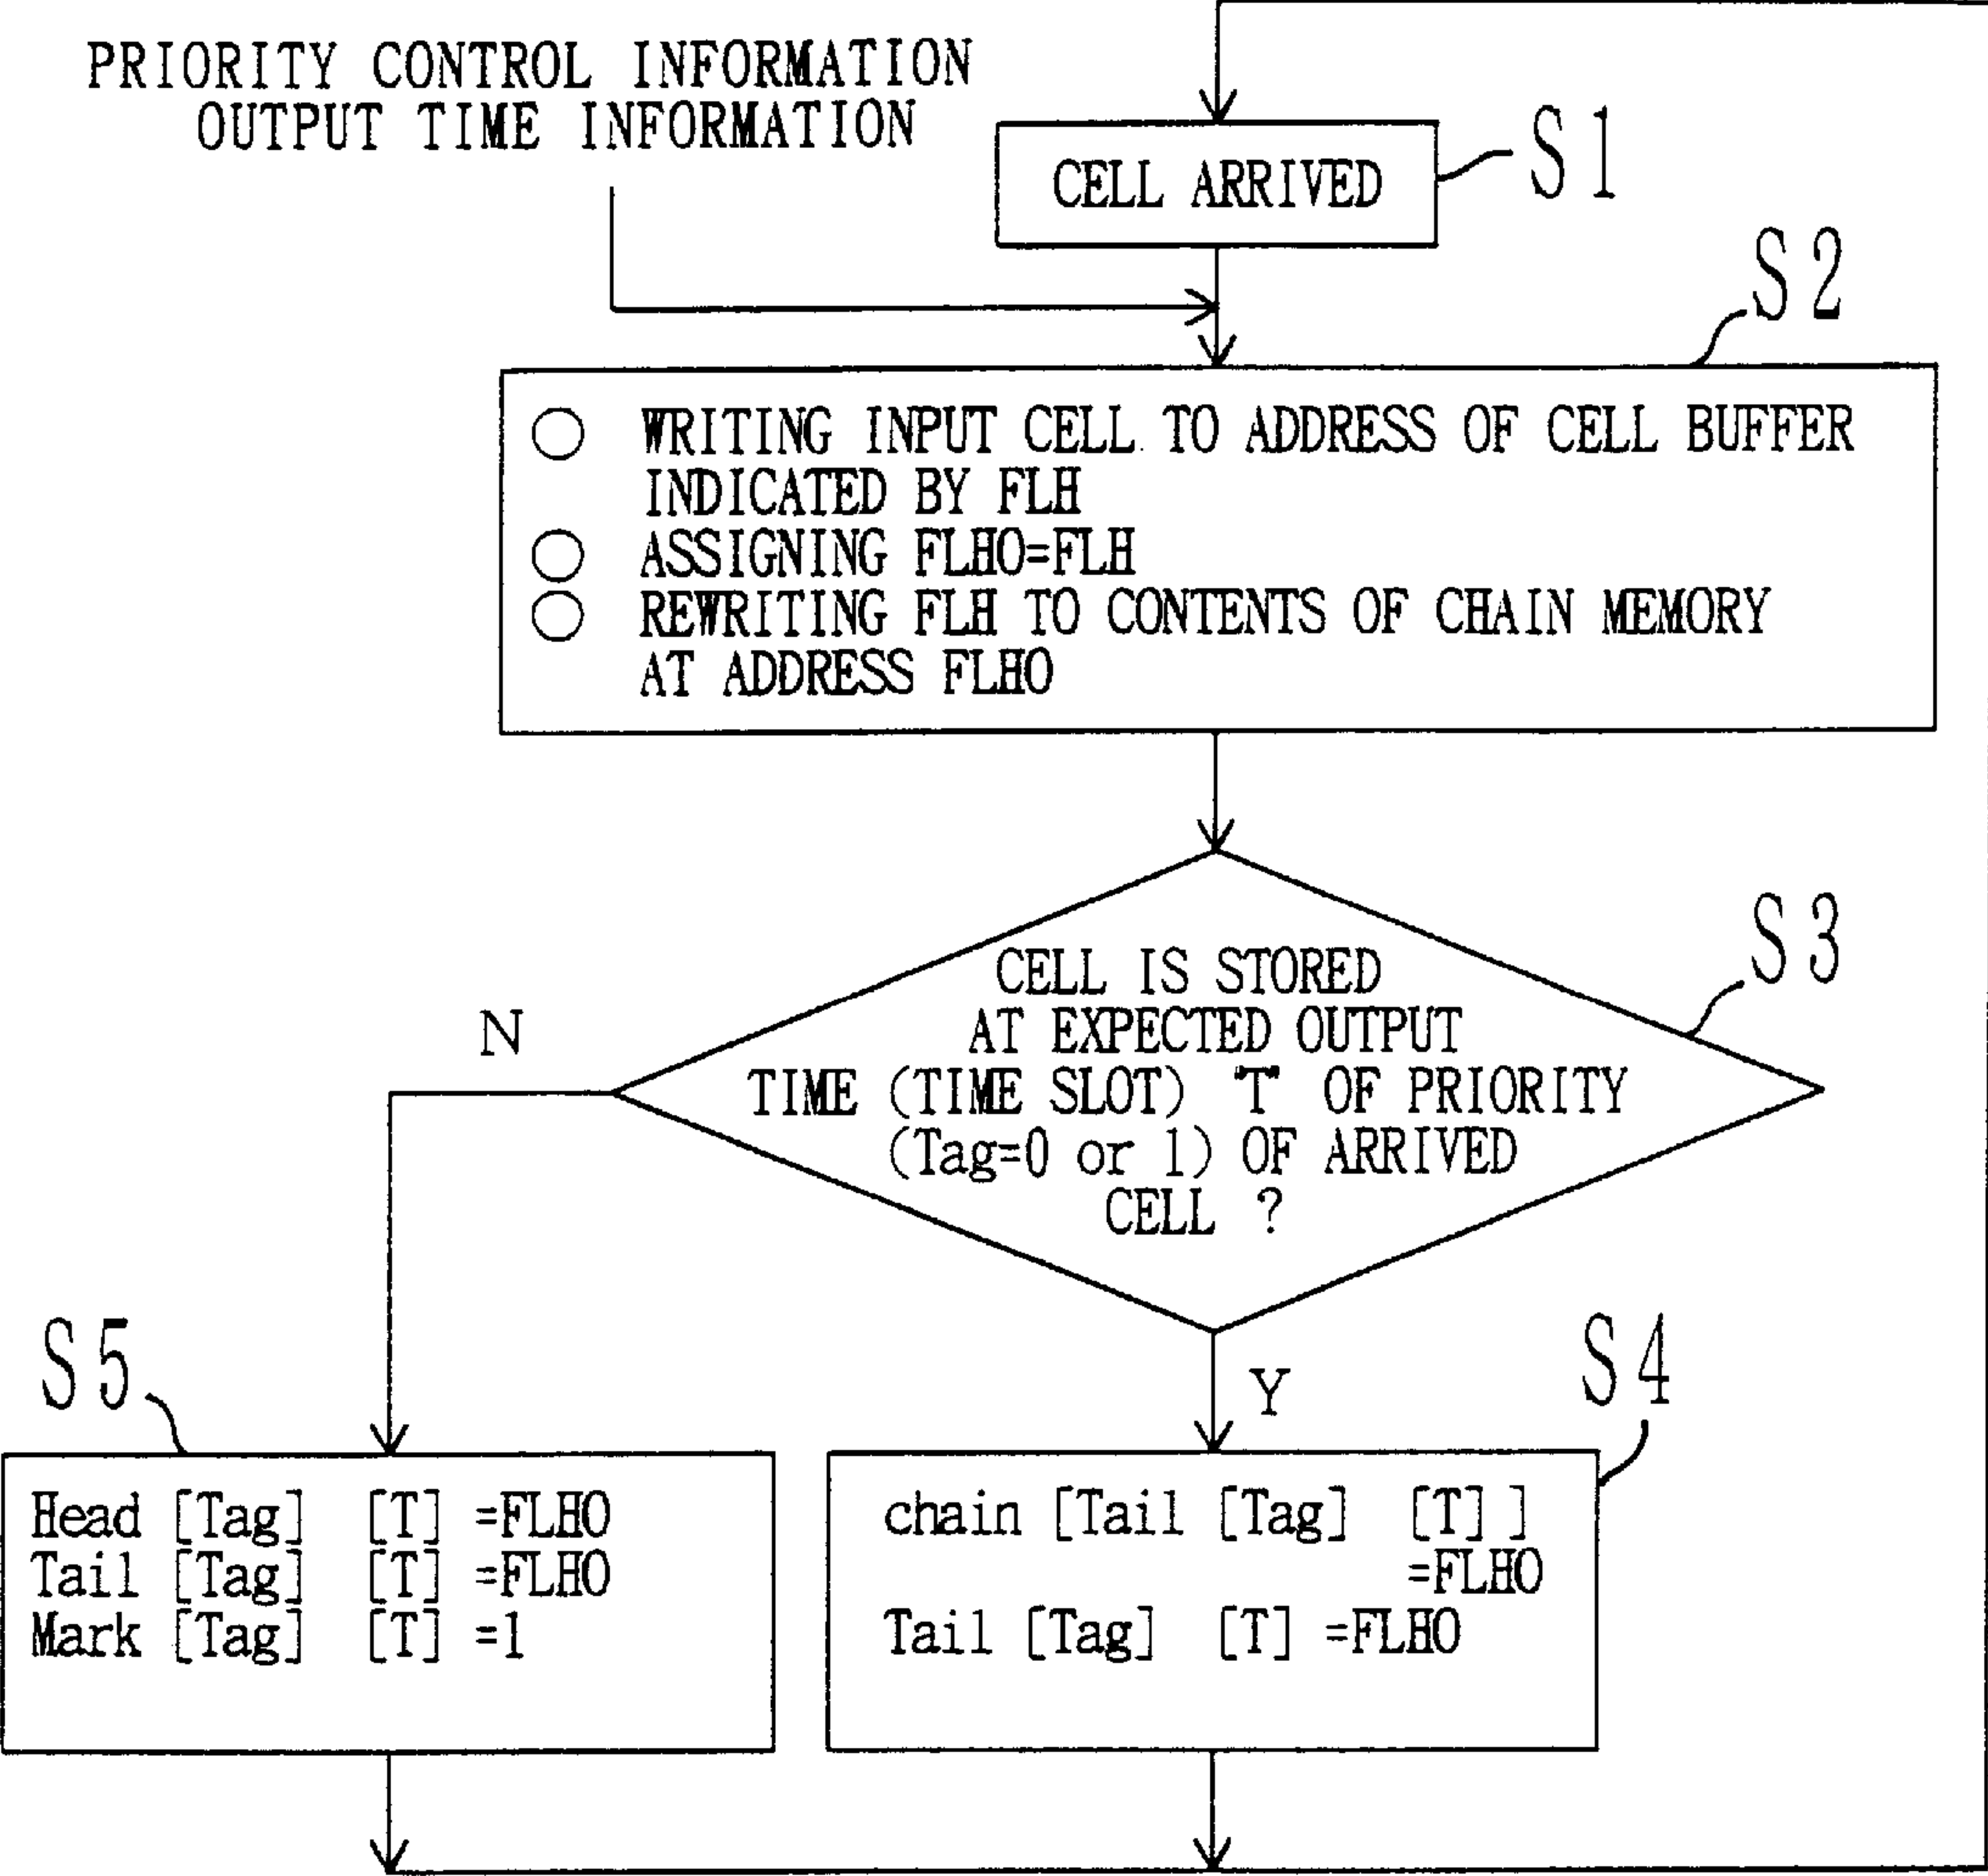 PRIORITY CONTROL INFORMATION
OUTPUT TIME INFORMATION
CELL ARRIVED
S1
S2
○ WRITING INPUT CELL TO ADDRESS OF CELL BUFFER
INDICATED BY FLH
○ ASSIGNING FLHO=FLH
○ REWRITING FLH TO CONTENTS OF CHAIN MEMORY
AT ADDRESS FLHO
S3
CELL IS STORED
AT EXPECTED OUTPUT
TIME (TIME SLOT) "T" OF PRIORITY
(Tag=0 or 1) OF ARRIVED
CELL ?
N
Y
S5
Head [Tag] [T] =FLHO
Tail [Tag] [T] =FLHO
Mark [Tag] [T] =1
S4
chain [Tail [Tag] [T] ]
=FLHO
Tail [Tag] [T] =FLHO